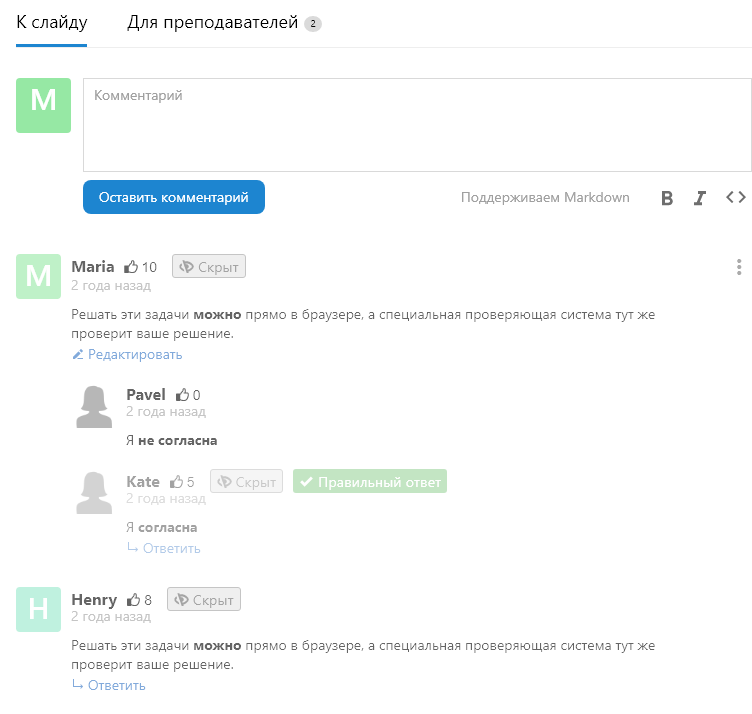 К слайду Для преподавателей 2
M Комментарий
Оставить комментарий Поддерживаем Markdown B I <>
M Maria 10 Скрыт
2 года назад
Решать эти задачи можно прямо в браузере, а специальная проверяющая система тут же
проверит ваше решение.
Редактировать
Pavel 0
2 года назад
Я не согласна
Kate 5 Скрыт Правильный ответ
2 года назад
Я согласна
Ответить
H Henry 8 Скрыт
2 года назад
Решать эти задачи можно прямо в браузере, а специальная проверяющая система тут же
проверит ваше решение.
Ответить